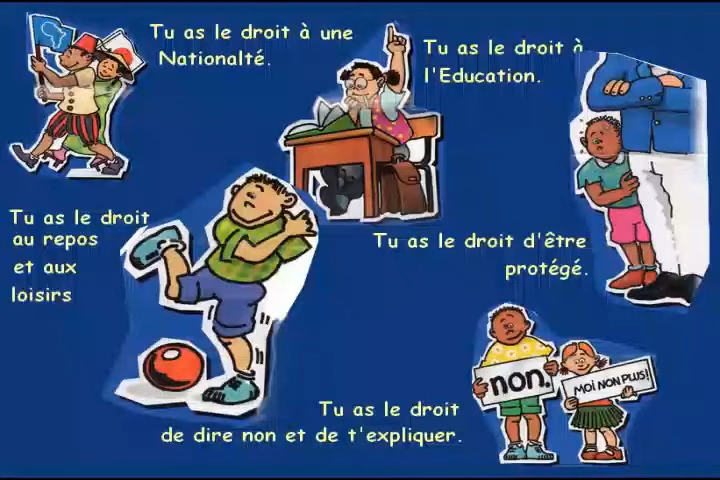 Tu as le droit à une
Nationalté.
Tu as le droit à
l'Education.
Tu as le droit
au repos
et aux
loisirs
Tu as le droit d'être
protégé.
non.
MOI NON PLUS!
Tu as le droit
de dire non et de t'expliquer.